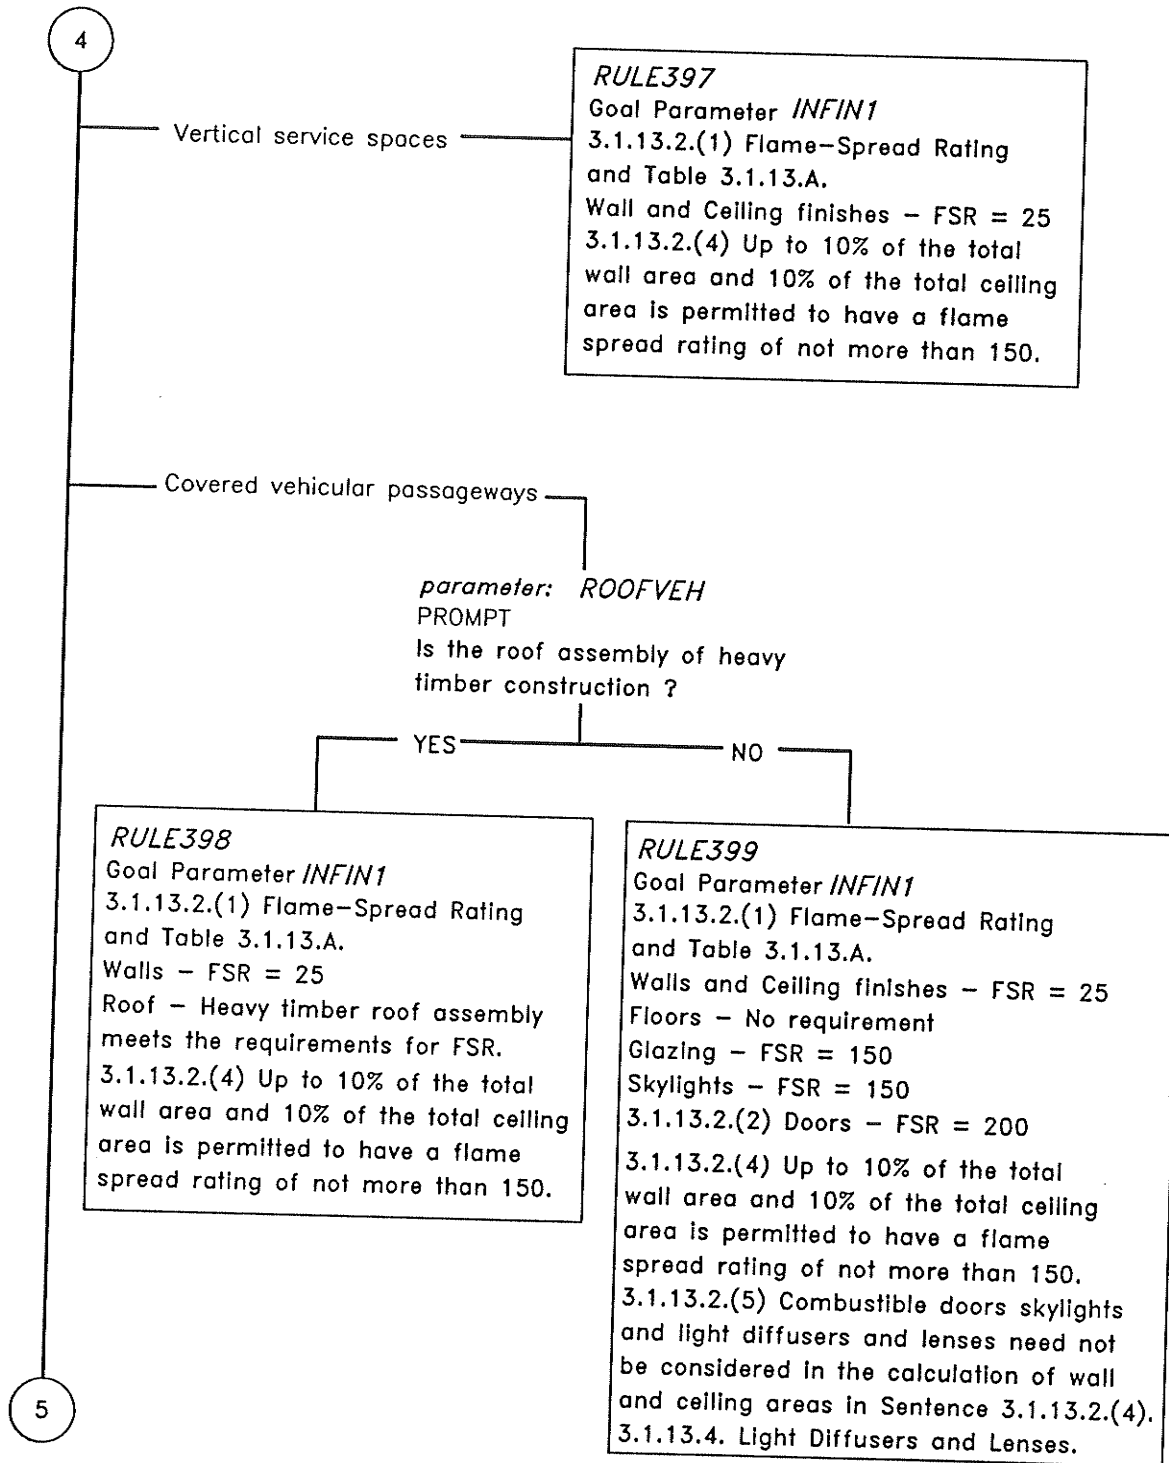 4
Vertical service spaces
RULE397
Goal Parameter INFIN1
3.1.13.2.(1) Flame-Spread Rating
and Table 3.1.13.A.
Wall and Ceiling finishes – FSR = 25
3.1.13.2.(4) Up to 10% of the total
wall area and 10% of the total ceiling
area is permitted to have a flame
spread rating of not more than 150.
Covered vehicular passageways
parameter: ROOFVEH
PROMPT
Is the roof assembly of heavy
timber construction ?
YES
NO
RULE398
Goal Parameter INFIN1
3.1.13.2.(1) Flame-Spread Rating
and Table 3.1.13.A.
Walls – FSR = 25
Roof – Heavy timber roof assembly
meets the requirements for FSR.
3.1.13.2.(4) Up to 10% of the total
wall area and 10% of the total ceiling
area is permitted to have a flame
spread rating of not more than 150.
RULE399
Goal Parameter INFIN1
3.1.13.2.(1) Flame-Spread Rating
and Table 3.1.13.A.
Walls and Ceiling finishes – FSR = 25
Floors – No requirement
Glazing – FSR = 150
Skylights – FSR = 150
3.1.13.2.(2) Doors – FSR = 200
3.1.13.2.(4) Up to 10% of the total
wall area and 10% of the total ceiling
area is permitted to have a flame
spread rating of not more than 150.
3.1.13.2.(5) Combustible doors skylights
and light diffusers and lenses need not
be considered in the calculation of wall
and ceiling areas in Sentence 3.1.13.2.(4).
3.1.13.4. Light Diffusers and Lenses.
5